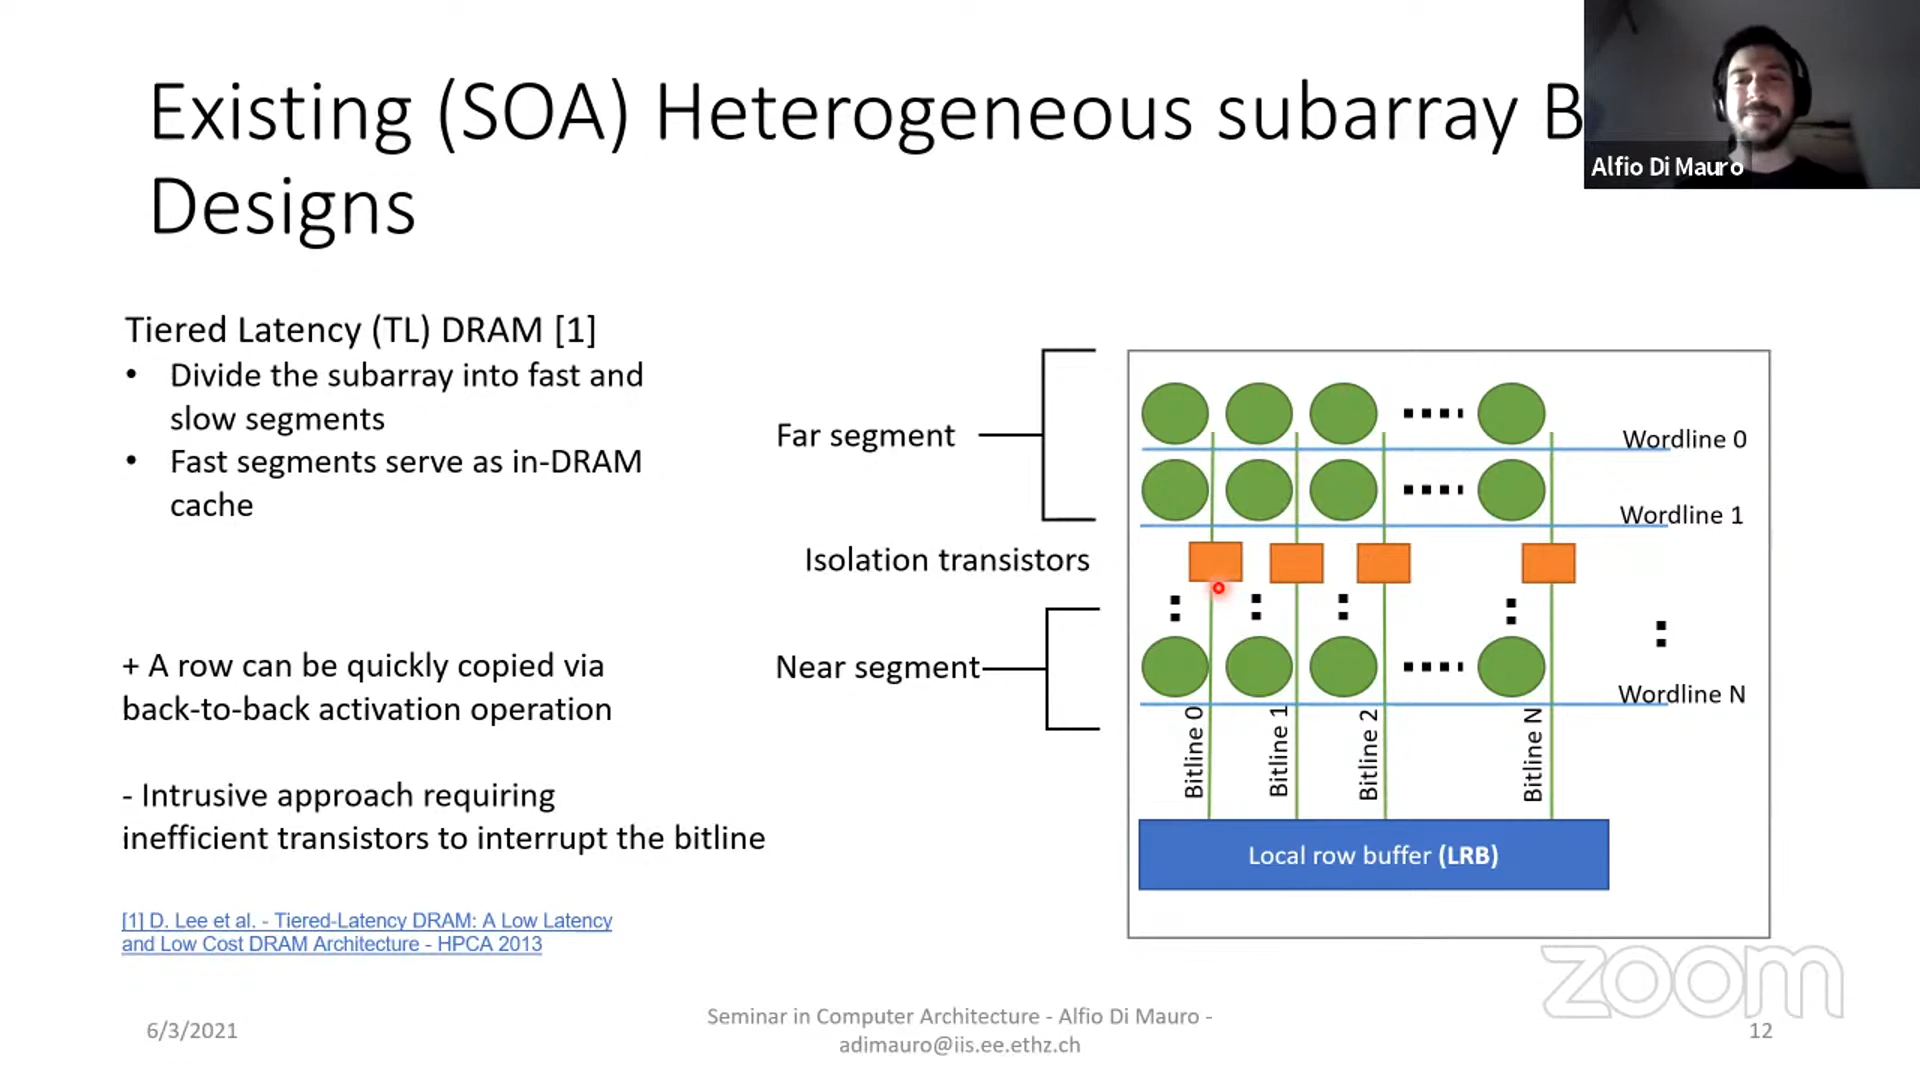 Existing (SOA) Heterogeneous subarray B
Designs
Alfio Di Mauro
Tiered Latency (TL) DRAM [1]
• Divide the subarray into fast and
slow segments
• Fast segments serve as in-DRAM
cache
+ A row can be quickly copied via
back-to-back activation operation
- Intrusive approach requiring
inefficient transistors to interrupt the bitline
[1] D. Lee et al. - Tiered-Latency DRAM: A Low Latency
and Low Cost DRAM Architecture - HPCA 2013
Far segment
Isolation transistors
Near segment
Wordline 0
Wordline 1
Wordline N
Bitline 0
Bitline 1
Bitline 2
Bitline N
Local row buffer (LRB)
zoom
6/3/2021
Seminar in Computer Architecture - Alfio Di Mauro -
adimauro@iis.ee.ethz.ch
12